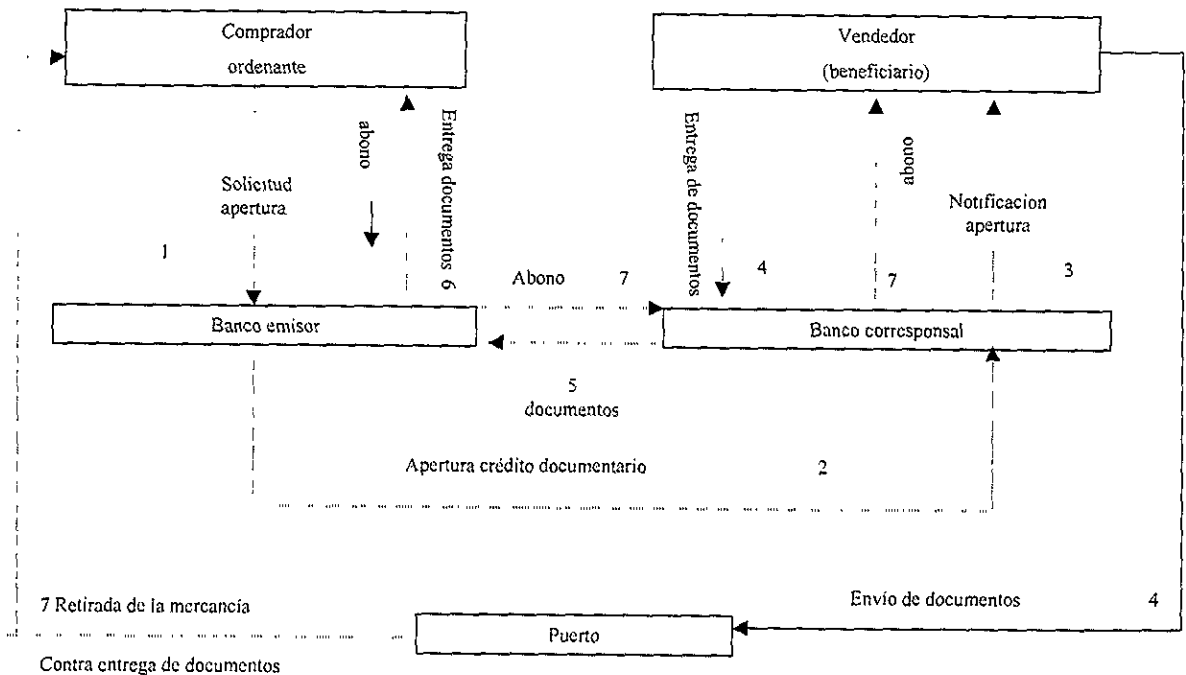 Comprador
ordenante
Vendedor
(beneficiario)
abono
Entrega documentos 6
Entrega de documentos
abono
Solicitud
apertura
Notificacion
apertura
1
4
7
3
Abono 7
Banco emisor
Banco corresponsal
5
documentos
Apertura crédito documentario 2
7 Retirada de la mercancía
Envío de documentos 4
Puerto
Contra entrega de documentos